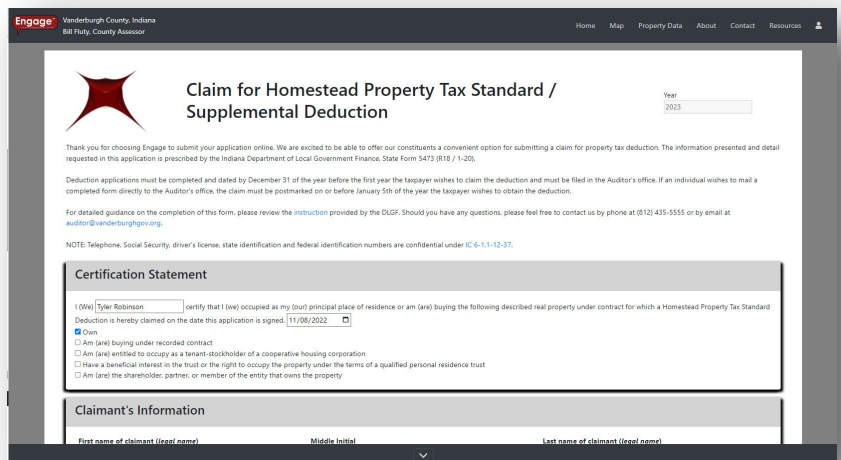 Engage
Vanderburgh County, Indiana
Bill Fluty, County Assessor
Home Map Property Data About Contact Resources
Claim for Homestead Property Tax Standard /
Supplemental Deduction
Year
2023
Thank you for choosing Engage to submit your application online. We are excited to be able to offer our constituents a convenient option for submitting a claim for property tax deduction. The information presented and detail
requested in this application is prescribed by the Indiana Department of Local Government Finance, State Form 5473 (R18 / 1-20).
Deduction applications must be completed and dated by December 31 of the year before the first year the taxpayer wishes to claim the deduction and must be filed in the Auditor's office. If an individual wishes to mail a
completed form directly to the Auditor's office, the claim must be postmarked on or before January 5th of the year the taxpayer wishes to obtain the deduction.
For detailed guidance on the completion of this form, please review the instruction provided by the DLGF. Should you have any questions, please feel free to contact us by phone at (812) 435-5555 or by email at
auditor@vanderburghgov.org.
NOTE: Telephone, Social Security, driver's license, state identification and federal identification numbers are confidential under IC 6-1.1-12-37.
Certification Statement
I (We) Tyler Robinson certify that I (we) occupied as my (our) principal place of residence or am (are) buying the following described real property under contract for which a Homestead Property Tax Standard
Deduction is hereby claimed on the date this application is signed. 11/08/2022
Own
Am (are) buying under recorded contract
Am (are) entitled to occupy as a tenant-stockholder of a cooperative housing corporation
Have a beneficial interest in the trust or the right to occupy the property under the terms of a qualified personal residence trust
Am (are) the shareholder, partner, or member of the entity that owns the property
Claimant's Information
First name of claimant (legal name) Middle Initial Last name of claimant (legal name)